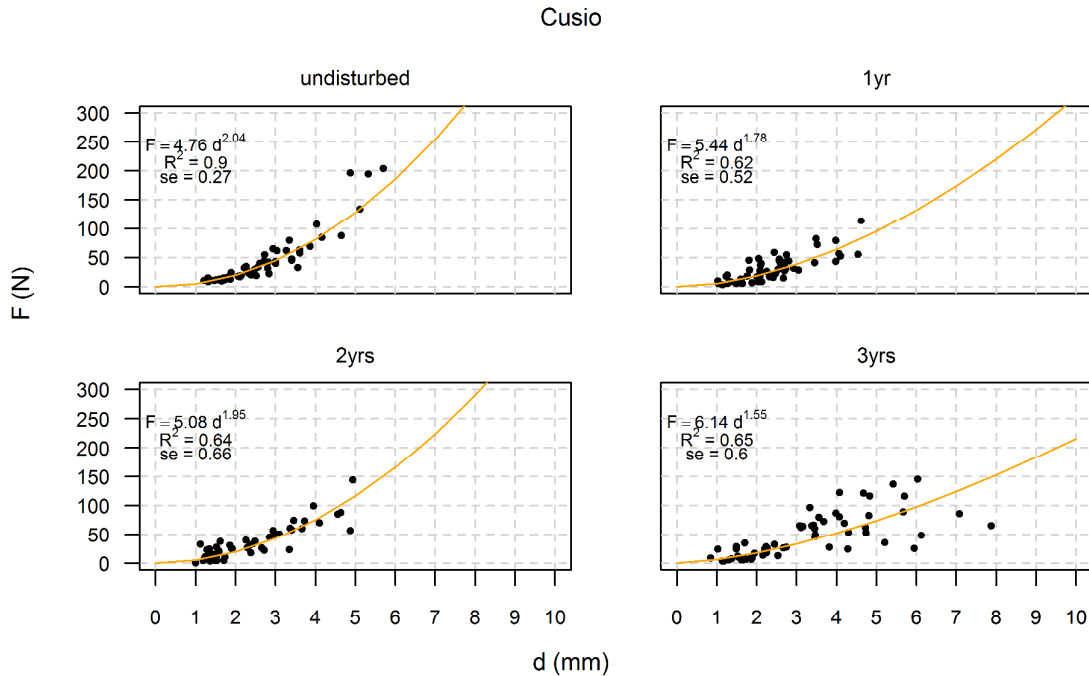 Cusio
undisturbed
1yr
300
250
200
150
100
50
0
F = 4.76 d^2.04
R^2 = 0.9
se = 0.27
F = 5.44 d^1.78
R^2 = 0.62
se = 0.52
F (N)
2yrs
3yrs
300
250
200
150
100
50
0
F = 5.08 d^1.95
R^2 = 0.64
se = 0.66
F = 6.14 d^1.55
R^2 = 0.65
se = 0.6
0 1 2 3 4 5 6 7 8 9 10
0 1 2 3 4 5 6 7 8 9 10
d (mm)